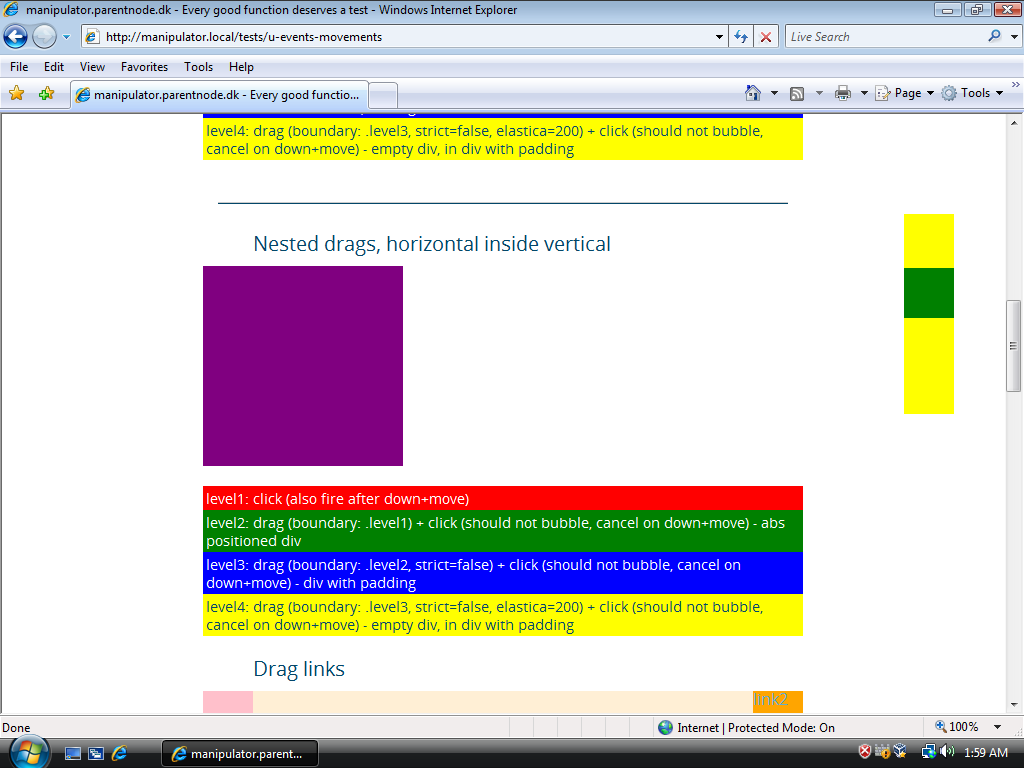 manipulator.parentnode.dk - Every good function deserves a test - Windows Internet Explorer
http://manipulator.local/tests/u-events-movements
Live Search
File Edit View Favorites Tools Help
manipulator.parentnode.dk - Every good functio...
Page Tools
level4: drag (boundary: .level3, strict=false, elastica=200) + click (should not bubble,
cancel on down+move) - empty div, in div with padding
Nested drags, horizontal inside vertical
level1: click (also fire after down+move)
level2: drag (boundary: .level1) + click (should not bubble, cancel on down+move) - abs
positioned div
level3: drag (boundary: .level2, strict=false) + click (should not bubble, cancel on
down+move) - div with padding
level4: drag (boundary: .level3, strict=false, elastica=200) + click (should not bubble,
cancel on down+move) - empty div, in div with padding
Drag links
link2
Done
Internet | Protected Mode: On
100%
manipulator.parent...
1:59 AM